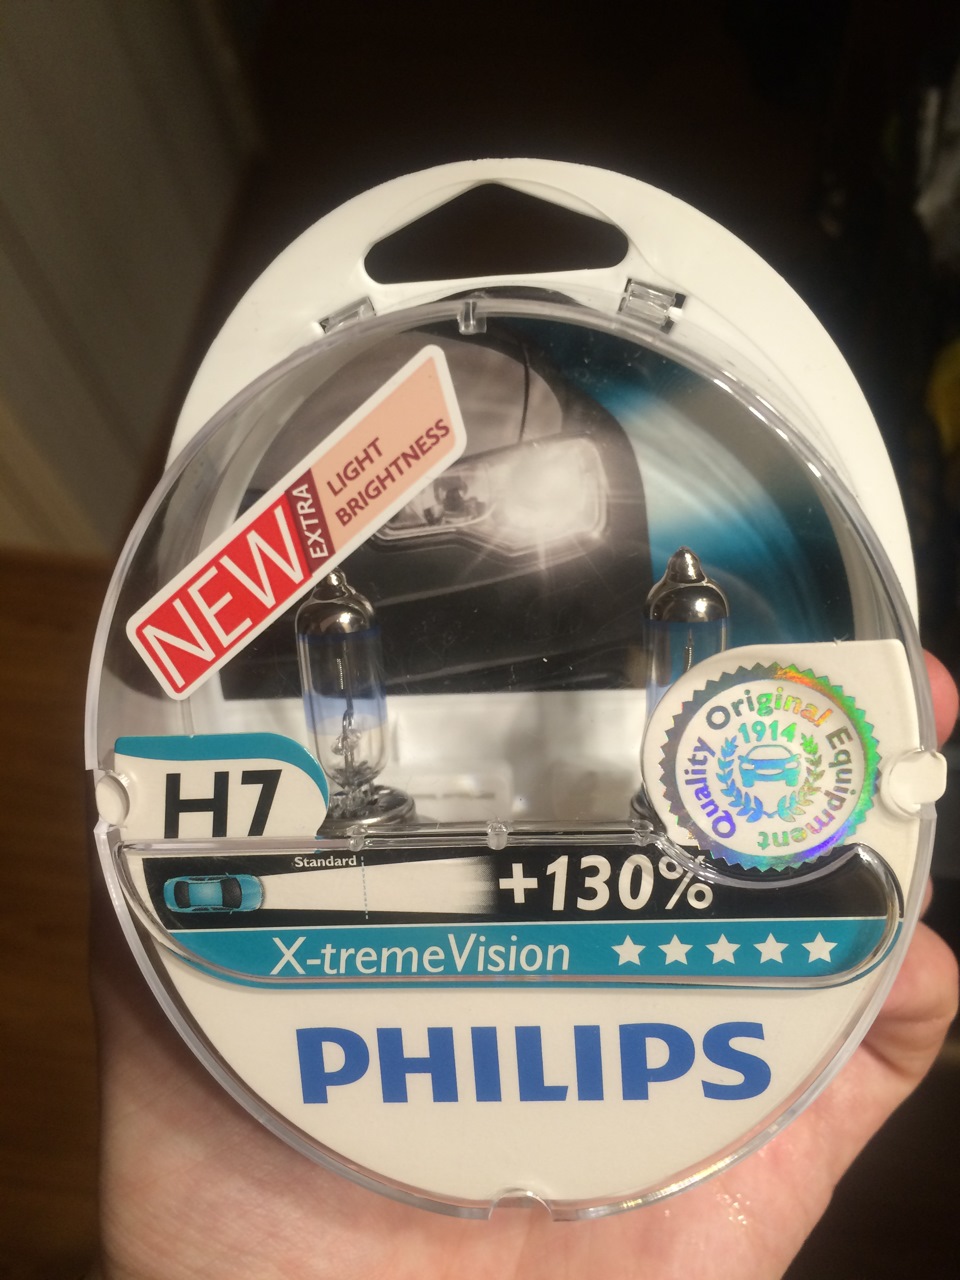 NEW
EXTRA
LIGHT
BRIGHTNESS
Quality Original Equipment
1914
H7
Standard
+130%
X-tremeVision
PHILIPS